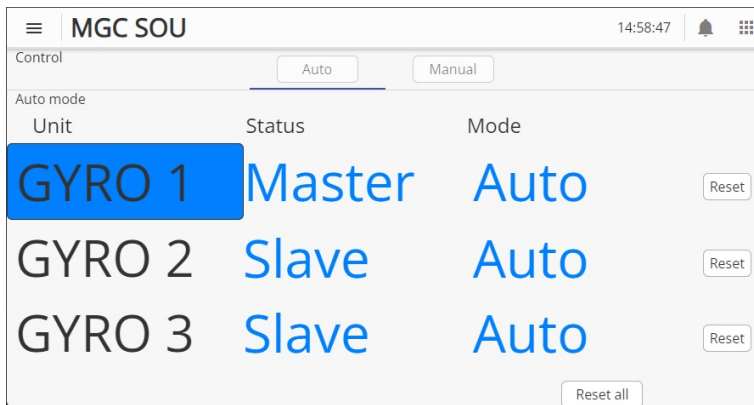 MGC SOU 14:58:47
Control
Auto Manual
Auto mode
Unit Status Mode
GYRO 1 Master Auto Reset
GYRO 2 Slave Auto Reset
GYRO 3 Slave Auto Reset
Reset all